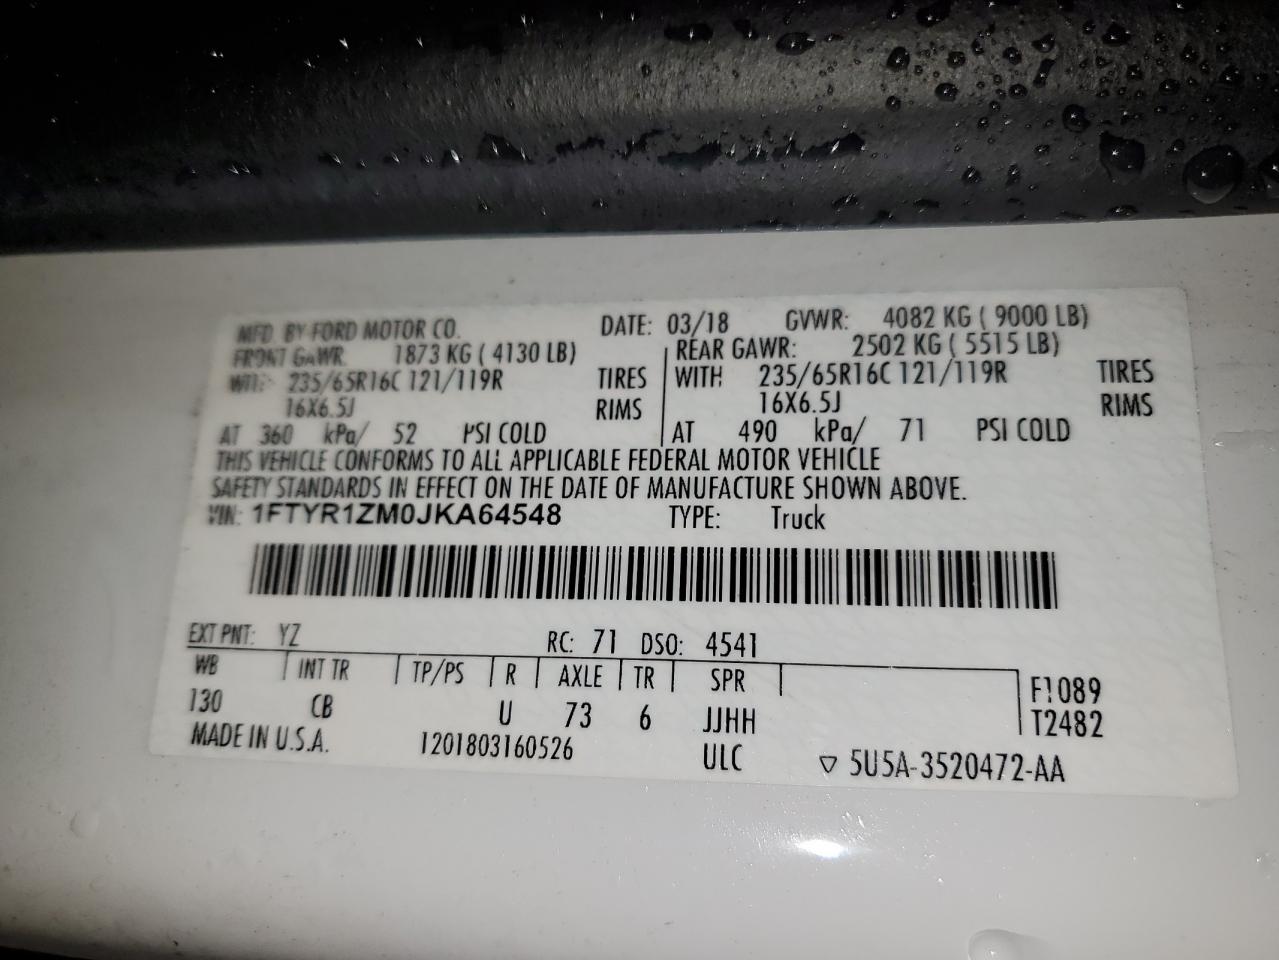 MFD. BY FORD MOTOR CO. DATE: 03/18 GVWR: 4082 KG ( 9000 LB)
FRONT GAWR: 1873 KG ( 4130 LB) REAR GAWR: 2502 KG ( 5515 LB)
WITH 235/65R16C 121/119R TIRES WITH 235/65R16C 121/119R TIRES
16X6.5J RIMS 16X6.5J RIMS
AT 360 kPa/ 52 PSI COLD AT 490 kPa/ 71 PSI COLD
THIS VEHICLE CONFORMS TO ALL APPLICABLE FEDERAL MOTOR VEHICLE
SAFETY STANDARDS IN EFFECT ON THE DATE OF MANUFACTURE SHOWN ABOVE.
VIN: 1FTYR1ZM0JKA64548 TYPE: Truck
EXT PNT: YZ RC: 71 DSO: 4541
WB INT TR TP/PS R AXLE TR SPR F1089
130 CB U 73 6 JJHH T2482
MADE IN U.S.A. 1201803160526 ULC ▽ 5U5A-3520472-AA